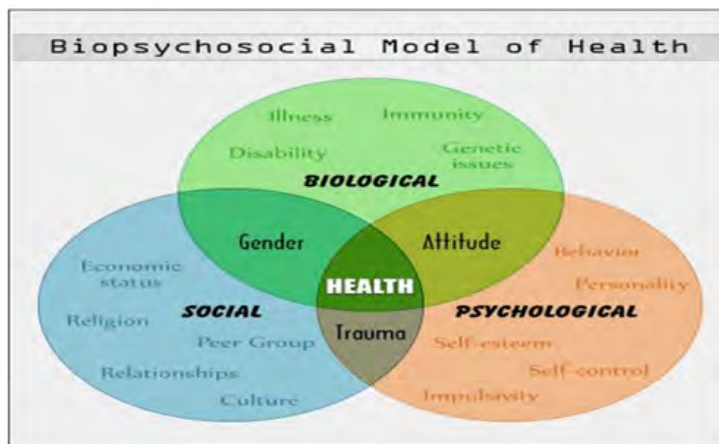 Biopsychosocial Model of Health
Illness
Immunity
Disability
Genetic
issues
BIOLOGICAL
Gender
Attitude
Economic
status
Behavior
Personality
HEALTH
SOCIAL
PSYCHOLOGICAL
Religion
Trauma
Peer Group
Self-esteem
Relationships
Self-control
Culture
Impulsivity